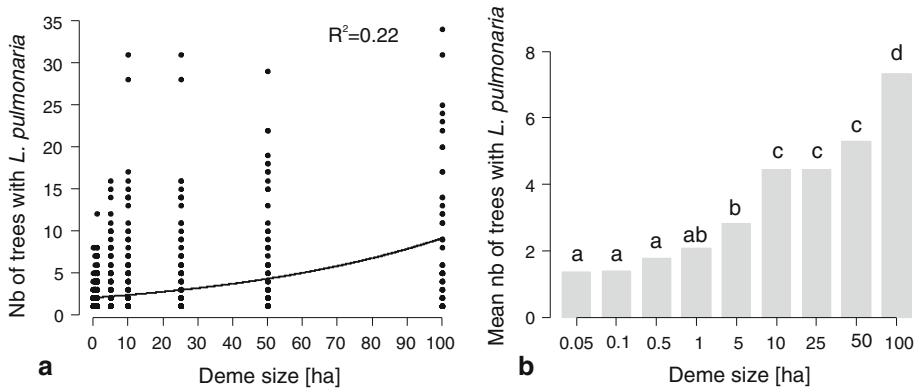 Nb of trees with L. pulmonaria
35
30
25
20
15
10
5
0
R²=0.22
0 10 20 30 40 50 60 70 80 90 100
Deme size [ha]
a
Mean nb of trees with L. pulmonaria
8
6
4
2
0
a a a ab b c c c d
0.05 0.1 0.5 1 5 10 25 50 100
Deme size [ha]
b